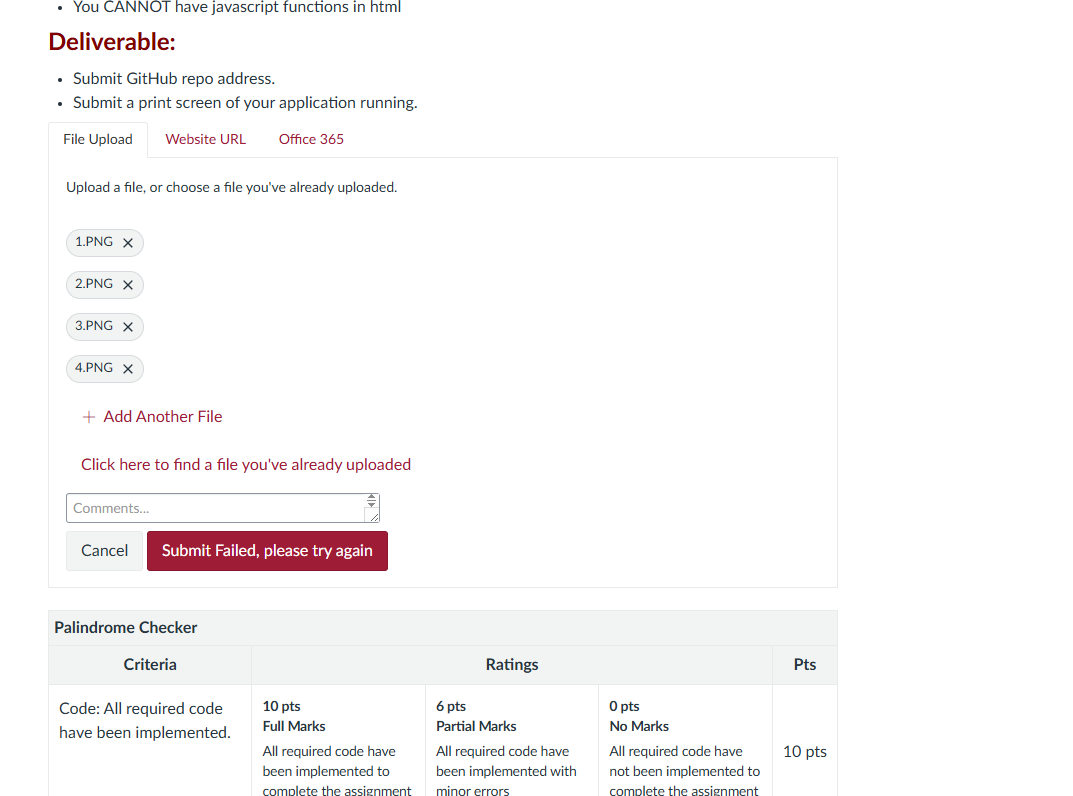 You CANNOT have javascript functions in html
Deliverable:
Submit GitHub repo address.
Submit a print screen of your application running.
File Upload
Website URL
Office 365
Upload a file, or choose a file you've already uploaded.
1.PNG
2.PNG
3.PNG
4.PNG
Add Another File
Click here to find a file you've already uploaded
Comments...
Cancel
Submit Failed, please try again
Palindrome Checker
Criteria
Ratings
Pts
Code: All required code
have been implemented.
10 pts
Full Marks
All required code have
been implemented to
complete the assignment
6 pts
Partial Marks
All required code have
been implemented with
minor errors
0 pts
No Marks
All required code have
not been implemented to
complete the assignment
10 pts